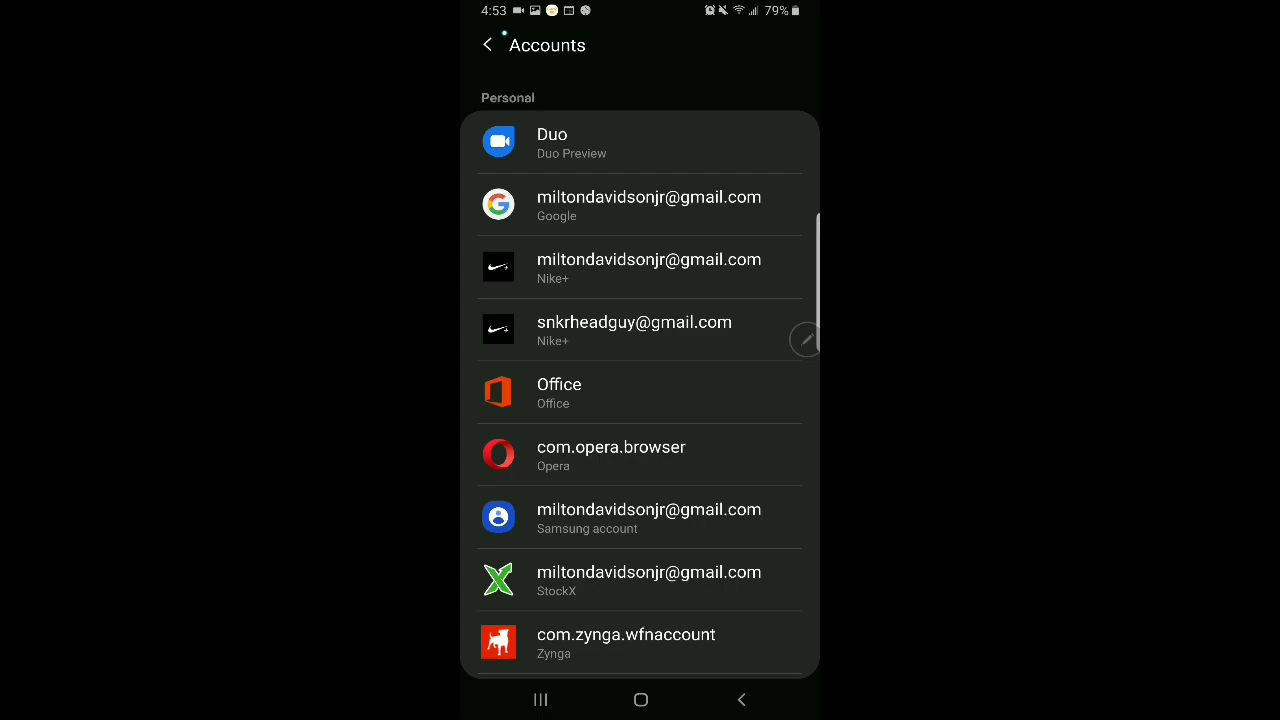 4:53 79%
Accounts
Personal
Duo
Duo Preview
miltondavidsonjr@gmail.com
Google
miltondavidsonjr@gmail.com
Nike+
snkrheadguy@gmail.com
Nike+
Office
Office
com.opera.browser
Opera
miltondavidsonjr@gmail.com
Samsung account
miltondavidsonjr@gmail.com
StockX
com.zynga.wfnaccount
Zynga